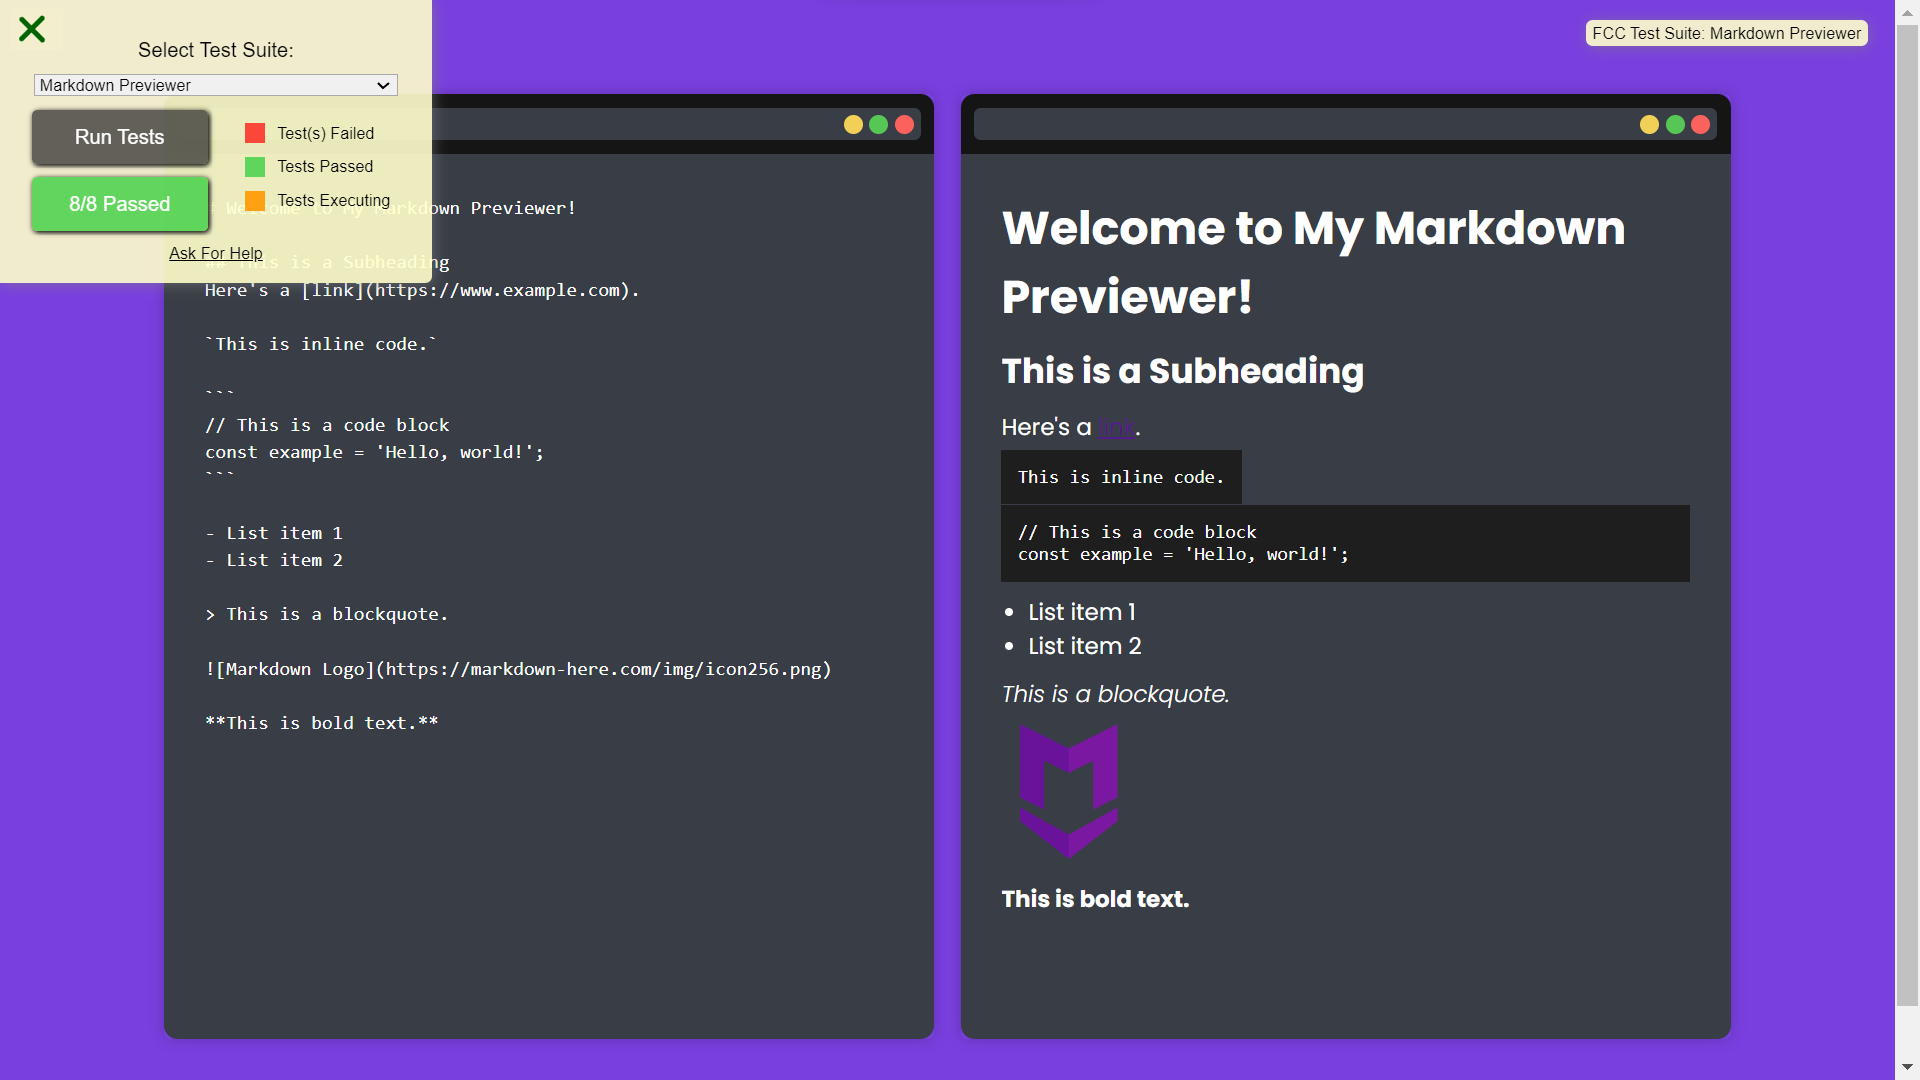 Select Test Suite:
Markdown Previewer
Run Tests
8/8 Passed
Test(s) Failed
Tests Passed
Tests Executing
Ask For Help
FCC Test Suite: Markdown Previewer
# Welcome to My Markdown Previewer!
## This is a Subheading
Here's a [link](https://www.example.com).
`This is inline code.`
```
// This is a code block
const example = 'Hello, world!';
```
- List item 1
- List item 2
> This is a blockquote.
![Markdown Logo](https://markdown-here.com/img/icon256.png)
**This is bold text.**
Welcome to My Markdown
Previewer!
This is a Subheading
Here's a link.
This is inline code.
// This is a code block
const example = 'Hello, world!';
• List item 1
• List item 2
This is a blockquote.
This is bold text.